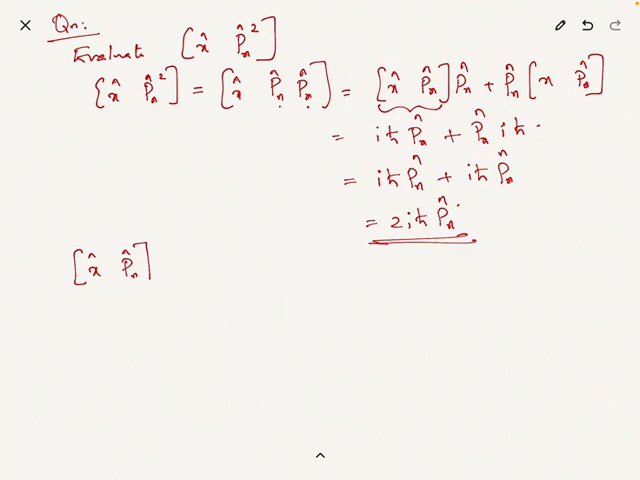 Qn:
Evaluate [x̂ P̂ₓ²]
[x̂ P̂ₓ²] = [x̂ P̂ₓ P̂ₓ] = [x̂ P̂ₓ] P̂ₓ + P̂ₓ [x P̂ₓ]
= iħ P̂ₓ + P̂ₓ iħ.
= iħ P̂ₓ + iħ P̂ₓ
= 2iħ P̂ₓ.
[x̂ P̂ₓ]